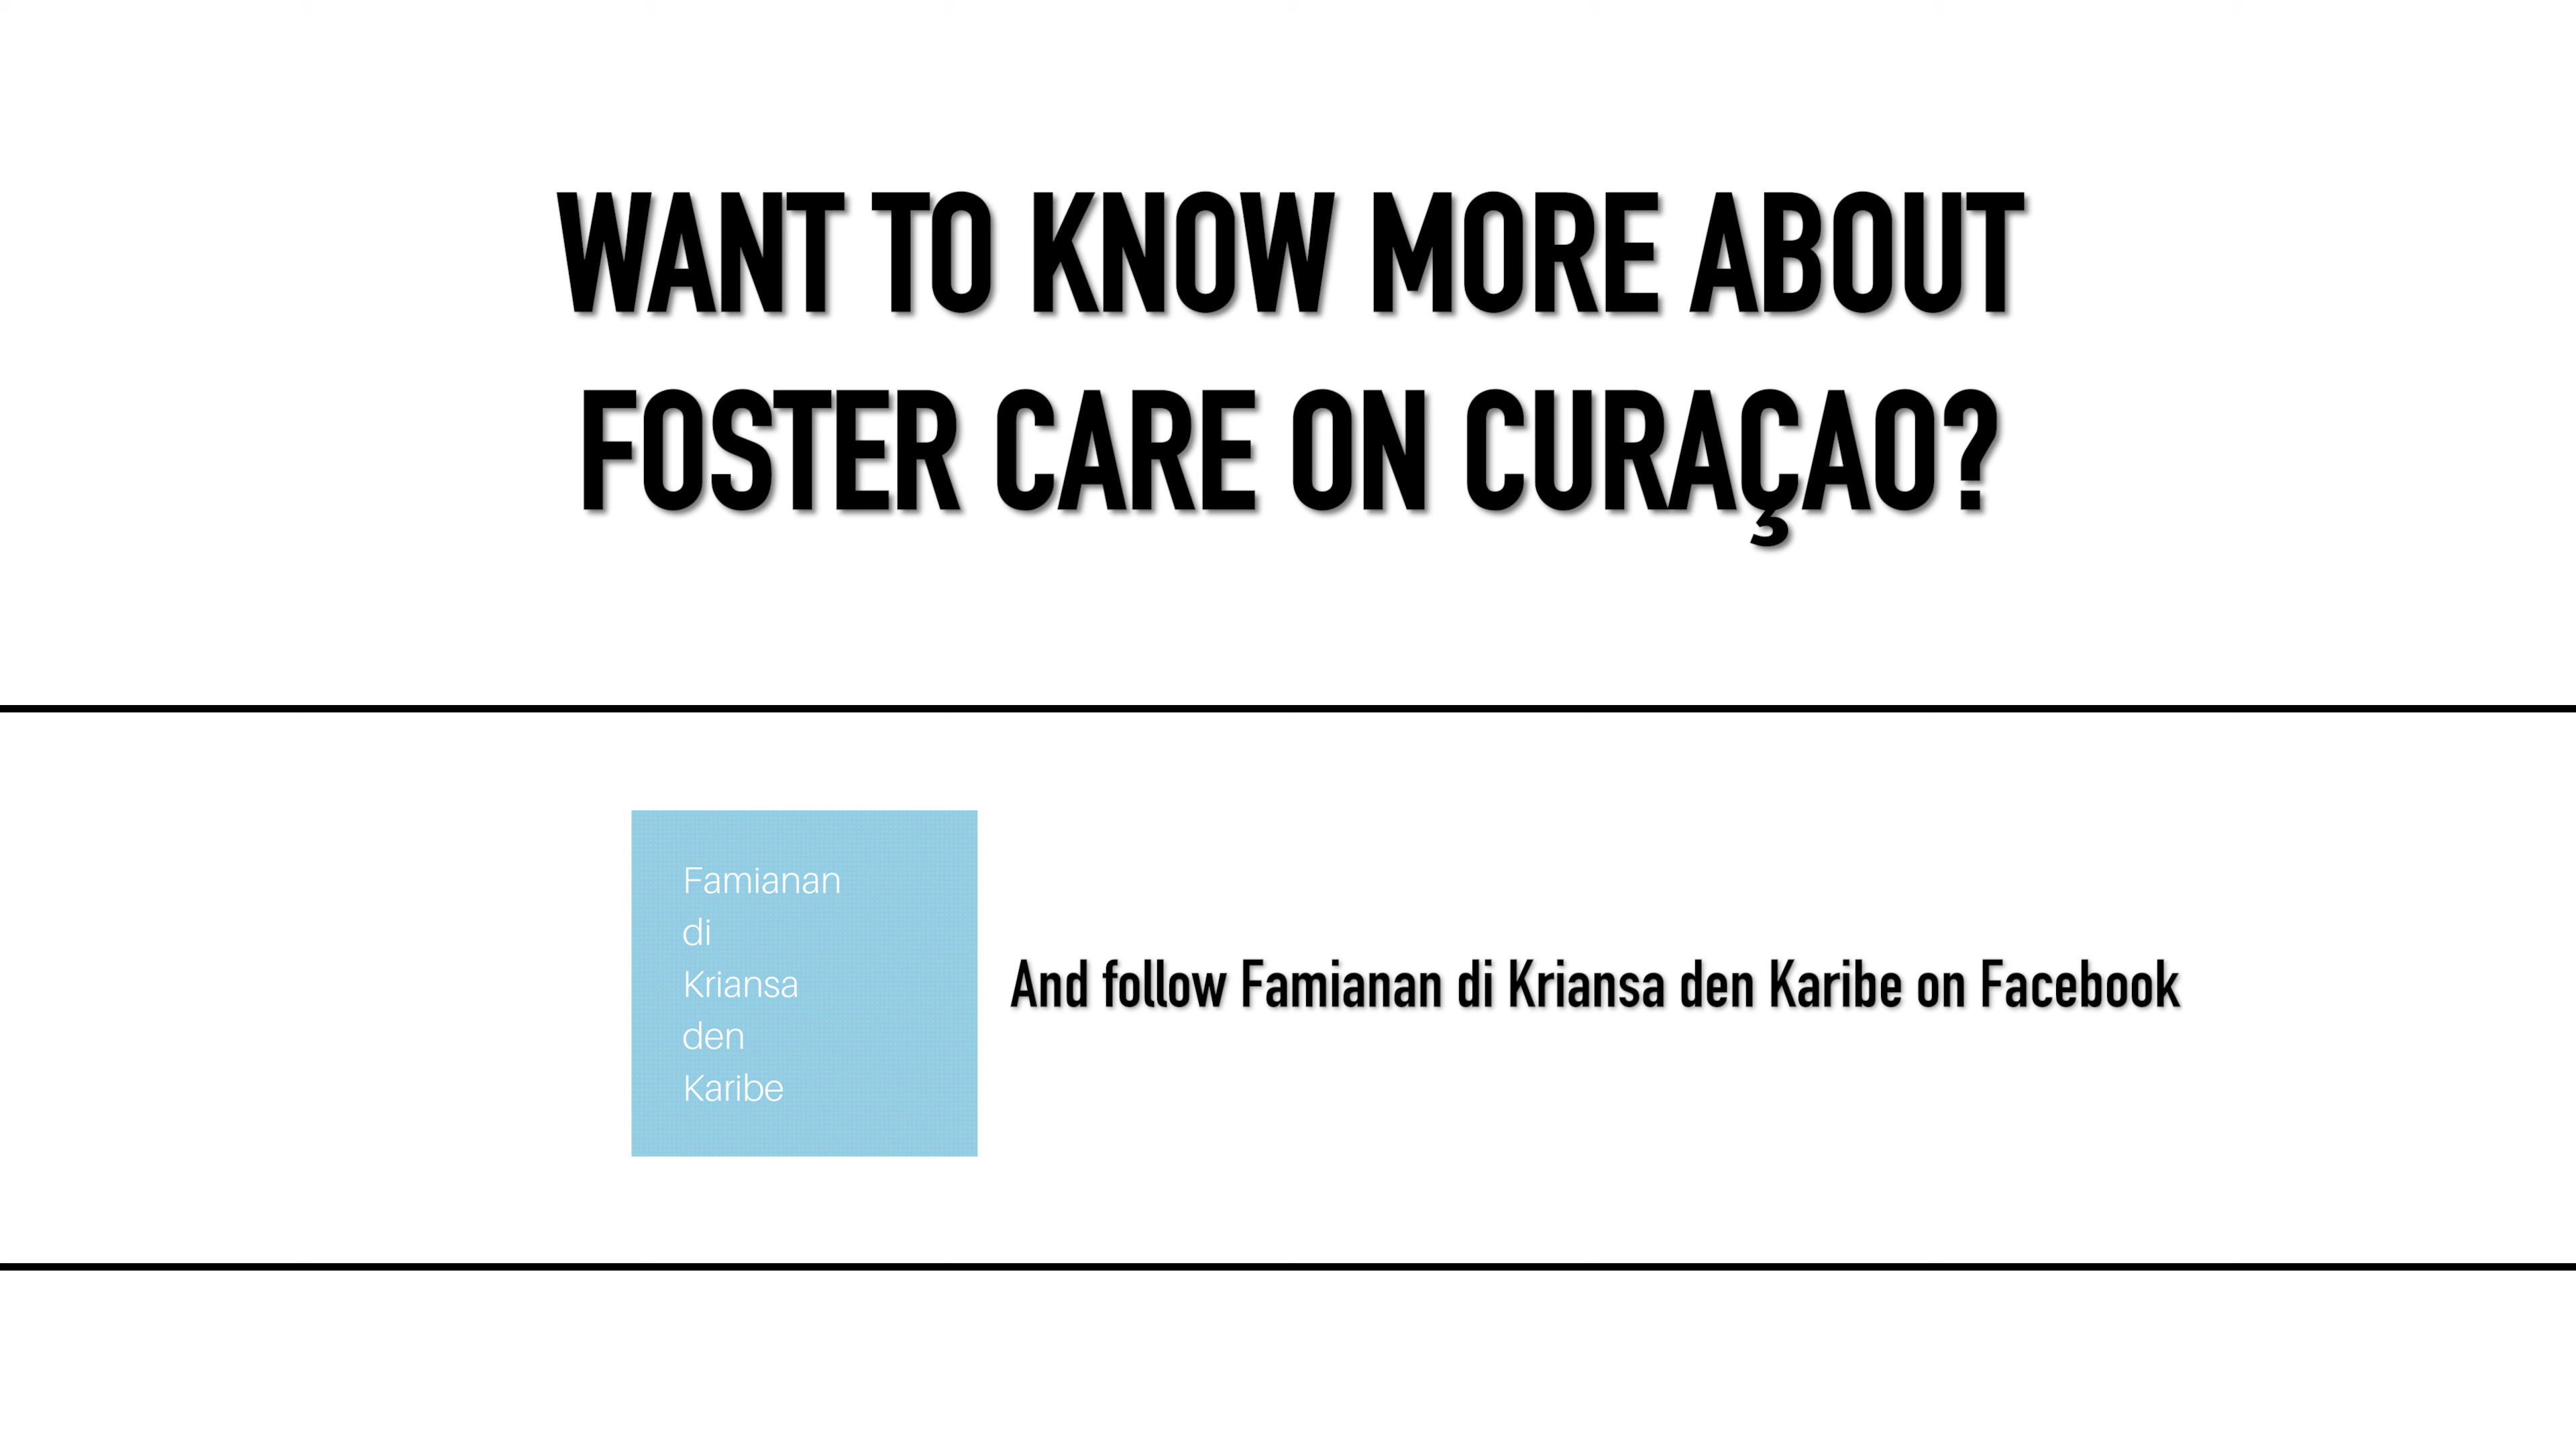 WANT TO KNOW MORE ABOUT
FOSTER CARE ON CURAÇAO?
Famianan
di
Kriansa
den
Karibe
And follow Famianan di Kriansa den Karibe on Facebook